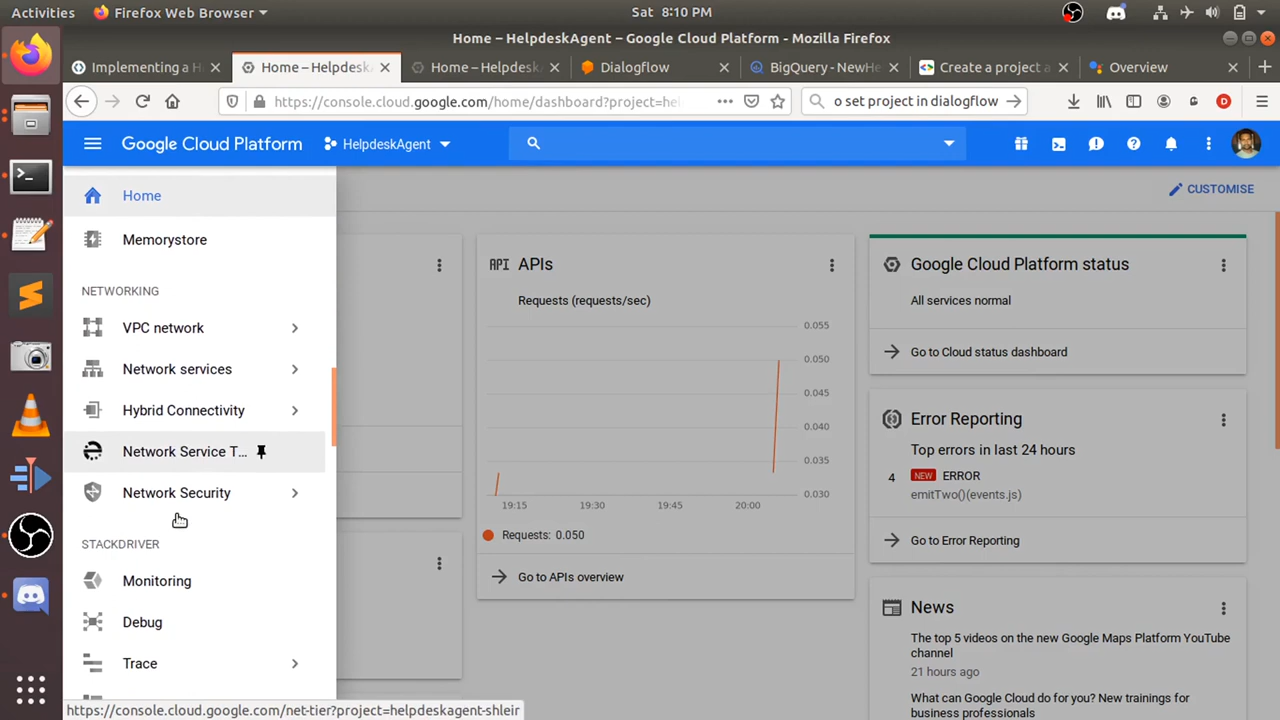 Activities Firefox Web Browser Sat 8:10 PM
Home – HelpdeskAgent – Google Cloud Platform - Mozilla Firefox
Implementing a H Home – Helpdesk Home – Helpdesk Dialogflow BigQuery - NewHe Create a project a Overview
https://console.cloud.google.com/home/dashboard?project=hel o set project in dialogflow
Google Cloud Platform HelpdeskAgent
Home
CUSTOMISE
Memorystore
NETWORKING
VPC network
Network services
Hybrid Connectivity
Network Service T...
Network Security
STACKDRIVER
Monitoring
Debug
Trace
API APIs
Requests (requests/sec)
0.055
0.050
0.045
0.040
0.035
0.030
19:15 19:30 19:45 20:00
Requests: 0.050
Go to APIs overview
Google Cloud Platform status
All services normal
Go to Cloud status dashboard
Error Reporting
Top errors in last 24 hours
4 NEW ERROR
emitTwo()(events.js)
Go to Error Reporting
News
The top 5 videos on the new Google Maps Platform YouTube
channel
21 hours ago
What can Google Cloud do for you? New trainings for
business professionals
https://console.cloud.google.com/net-tier?project=helpdeskagent-shleir